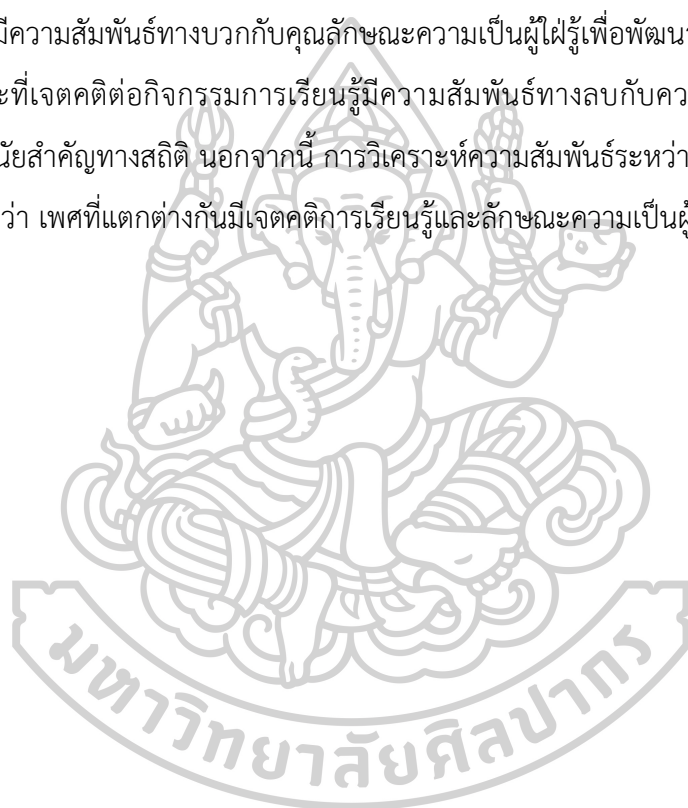 มีความสัมพันธ์ทางบวกกับคุณลักษณะความเป็นผู้ใฝ่รู้เพื่อพัฒนา
ที่เจตคติต่อกิจกรรมการเรียนรู้มีความสัมพันธ์ทางลบกับ
นัยสำคัญทางสถิติ นอกจากนี้ การวิเคราะห์ความสัมพันธ์ระหว่า
ว่า เพศที่แตกต่างกันมีเจตคติการเรียนรู้และลักษณะความเป็นผู้
มหาวิทยาลัยศิลปากร